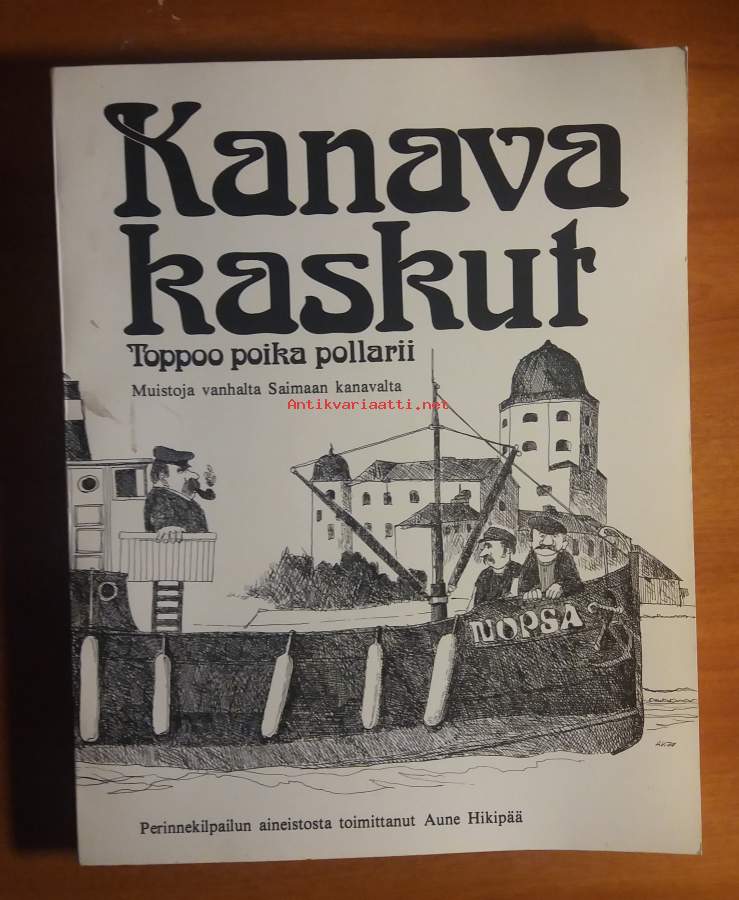 Kanava
kaskut
Toppoo poika pollarii
Muistoja vanhalta Saimaan kanavalta
Antikvariaatti.net
NOPSA
Perinnekilpailun aineistosta toimittanut Aune Hikipää